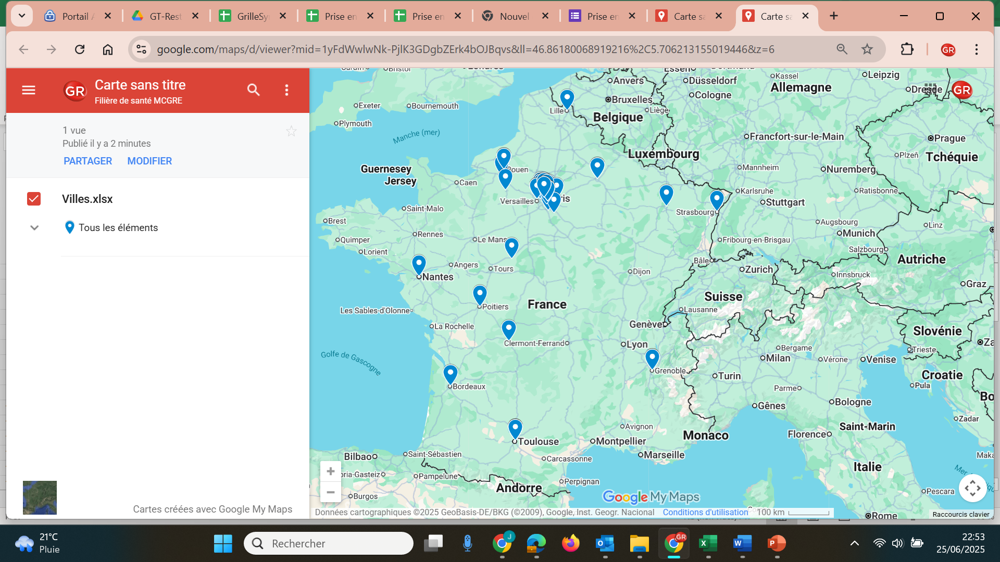 Portail A
GT-Rest
GrilleSy
Prise en
Prise en
Nouvel
Prise en
Carte sa
Carte sa
google.com/maps/d/viewer?mid=1yFdWwlwNk-PjlK3GDgbZErk4bOJBqvs&ll=46.86180068919216%2C5.706213155019446&z=6
GR
GR
Carte sans titre
Filière de santé MCGRE
1 vue
Publié il y a 2 minutes
PARTAGER
MODIFIER
Villes.xlsx
Tous les éléments
Cartes créées avec Google My Maps
Bristol
Londres
Essen
Dortmund
Kassel
Leipzig
Anvers
Düsseldorf
Allemagne
Dresde
GR
Bruxelles
Cologne
Exeter
Bournemouth
Lille
Liège
Belgique
Plymouth
Manche (mer)
Francfort-sur-le-Main
Prague
Luxembourg
Plzeň
Tchéquie
Guernesey
Jersey
Rouen
Mannheim
Nuremberg
Caen
Karlsruhe
Ratisbonne
Versailles
ris
Stuttgart
Saint-Malo
Strasbourg
Brest
Augsbourg
Linz
Rennes
Munich
Quimper
Le Mans
Fribourg-en-Brisgau
Lorient
Salzbourg
Bâle
Autriche
Angers
Tours
Dijon
Zurich
Innsbruck
Nantes
Graz
Suisse
France
Poitiers
Les Sables-d'Olonne
Lausanne
La Rochelle
Genève
Slovénie
Clermont-Ferrand
Lyon
Bergame
Za
Trieste
Golfe de Gascogne
Milan
Vérone
Venise
Grenoble
Turin
Croatie
Bordeaux
Parme
Pula
Bo
Gênes
Bologne
Zadar
Avignon
Monaco
Florence
Saint-Marin
Toulouse
Montpellier
Saint-Sébastien
Marseille
Bilbao
Carcassonne
Maka
Italie
Mer
oria-Gasteiz
Pampelune
Perpignan
Andorre
Pescara
Burgos
Google My Maps
Données cartographiques ©2025 GeoBasis-DE/BKG (©2009), Google, Inst. Geogr. Nacional
Conditions d'utilisation
100 km
Rome
Raccourcis clavier
21°C
Pluie
Rechercher
J
GR
22:53
25/06/2025